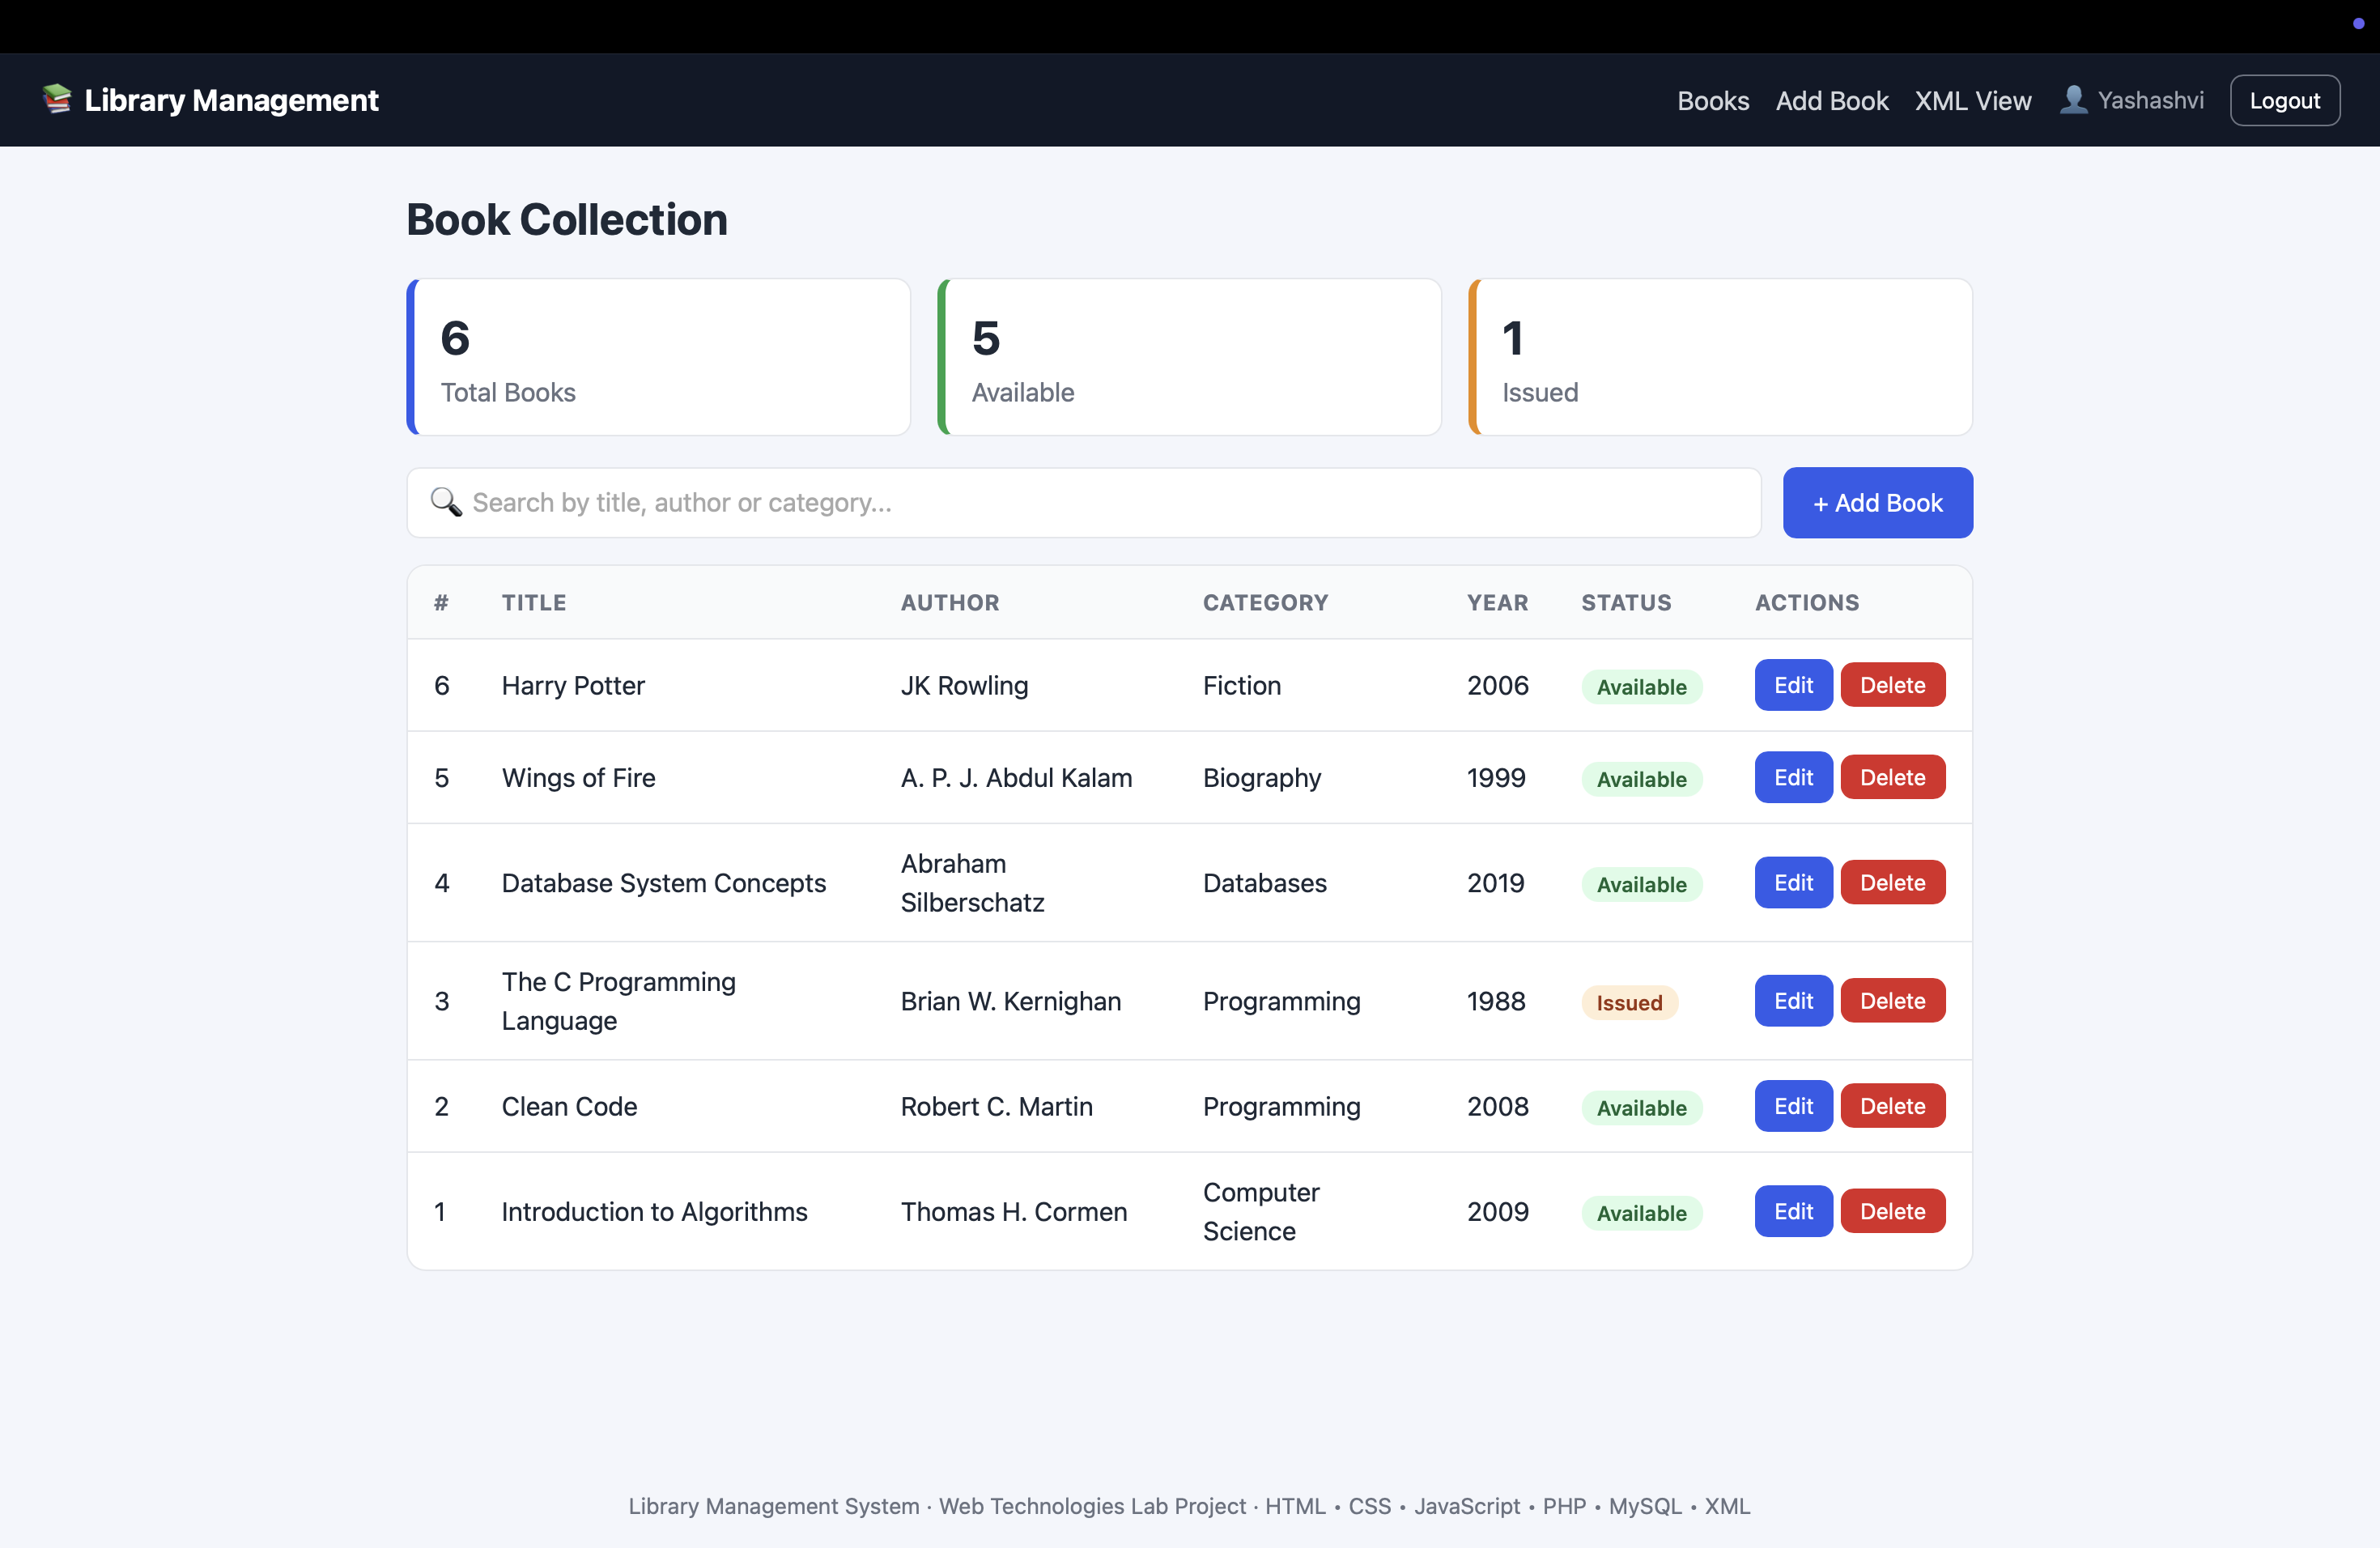 Library Management
Books Add Book XML View Yashashvi Logout
Book Collection
6 5 1
Total Books Available Issued
Search by title, author or category... + Add Book
# TITLE AUTHOR CATEGORY YEAR STATUS ACTIONS
6 Harry Potter JK Rowling Fiction 2006 Available Edit Delete
5 Wings of Fire A. P. J. Abdul Kalam Biography 1999 Available Edit Delete
4 Database System Concepts Abraham Silberschatz Databases 2019 Available Edit Delete
3 The C Programming Language Brian W. Kernighan Programming 1988 Issued Edit Delete
2 Clean Code Robert C. Martin Programming 2008 Available Edit Delete
1 Introduction to Algorithms Thomas H. Cormen Computer Science 2009 Available Edit Delete
Library Management System · Web Technologies Lab Project · HTML • CSS • JavaScript • PHP • MySQL • XML